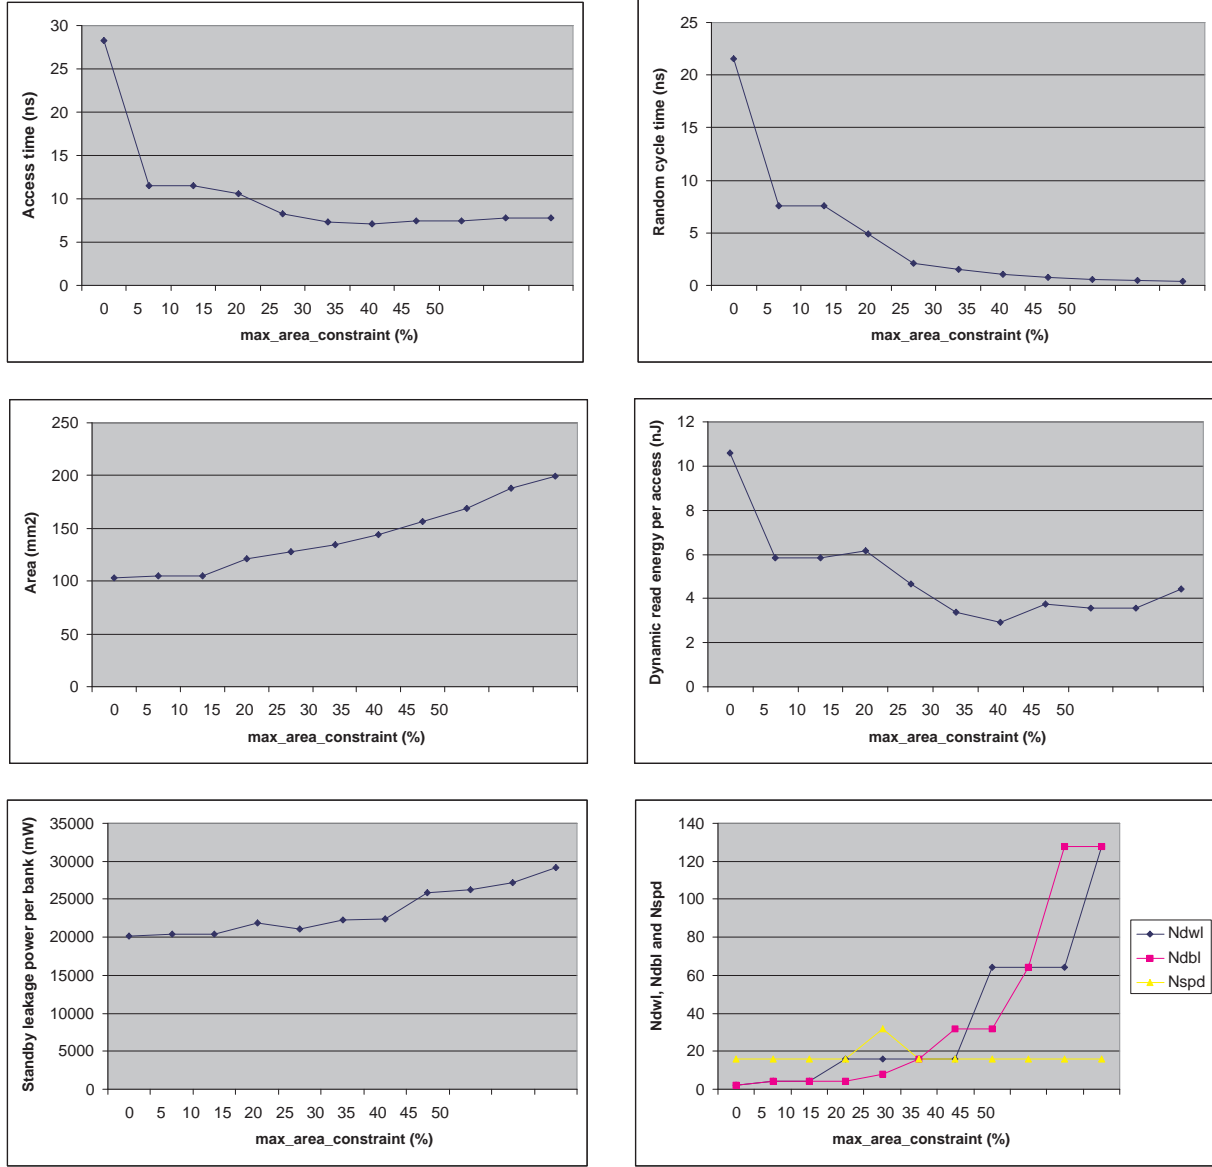 30
25
20
15
10
5
0
Access time (ns)
0 5 10 15 20 25 30 35 40 45 50
max_area_constraint (%)
25
20
15
10
5
0
Random cycle time (ns)
0 5 10 15 20 25 30 35 40 45 50
max_area_constraint (%)
250
200
150
100
50
0
Area (mm2)
0 5 10 15 20 25 30 35 40 45 50
max_area_constraint (%)
12
10
8
6
4
2
0
Dynamic read energy per access (nJ)
0 5 10 15 20 25 30 35 40 45 50
max_area_constraint (%)
35000
30000
25000
20000
15000
10000
5000
0
Standby leakage power per bank (mW)
0 5 10 15 20 25 30 35 40 45 50
max_area_constraint (%)
140
120
100
80
60
40
20
0
Ndwl, Ndbl and Nspd
0 5 10 15 20 25 30 35 40 45 50
max_area_constraint (%)
Ndwl
Ndbl
Nspd